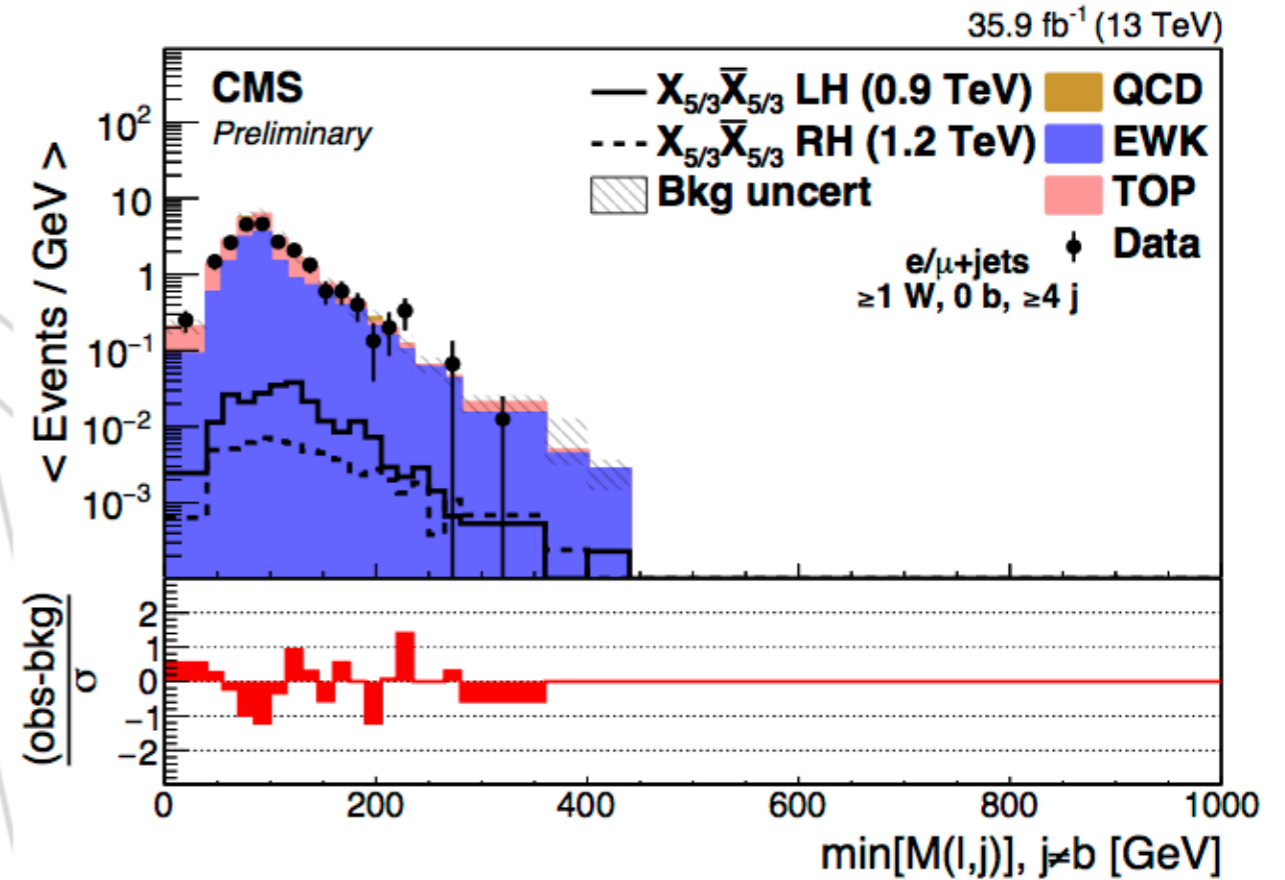 35.9 fb⁻¹ (13 TeV)
CMS
Preliminary
X₅/₃X̅₅/₃ LH (0.9 TeV)
X₅/₃X̅₅/₃ RH (1.2 TeV)
Bkg uncert
QCD
EWK
TOP
Data
e/μ+jets
≥1 W, 0 b, ≥4 j
< Events / GeV >
10²
10
1
10⁻¹
10⁻²
10⁻³
(obs-bkg)
σ
2
1
0
−1
−2
0 200 400 600 800 1000
min[M(l,j)], j≠b [GeV]